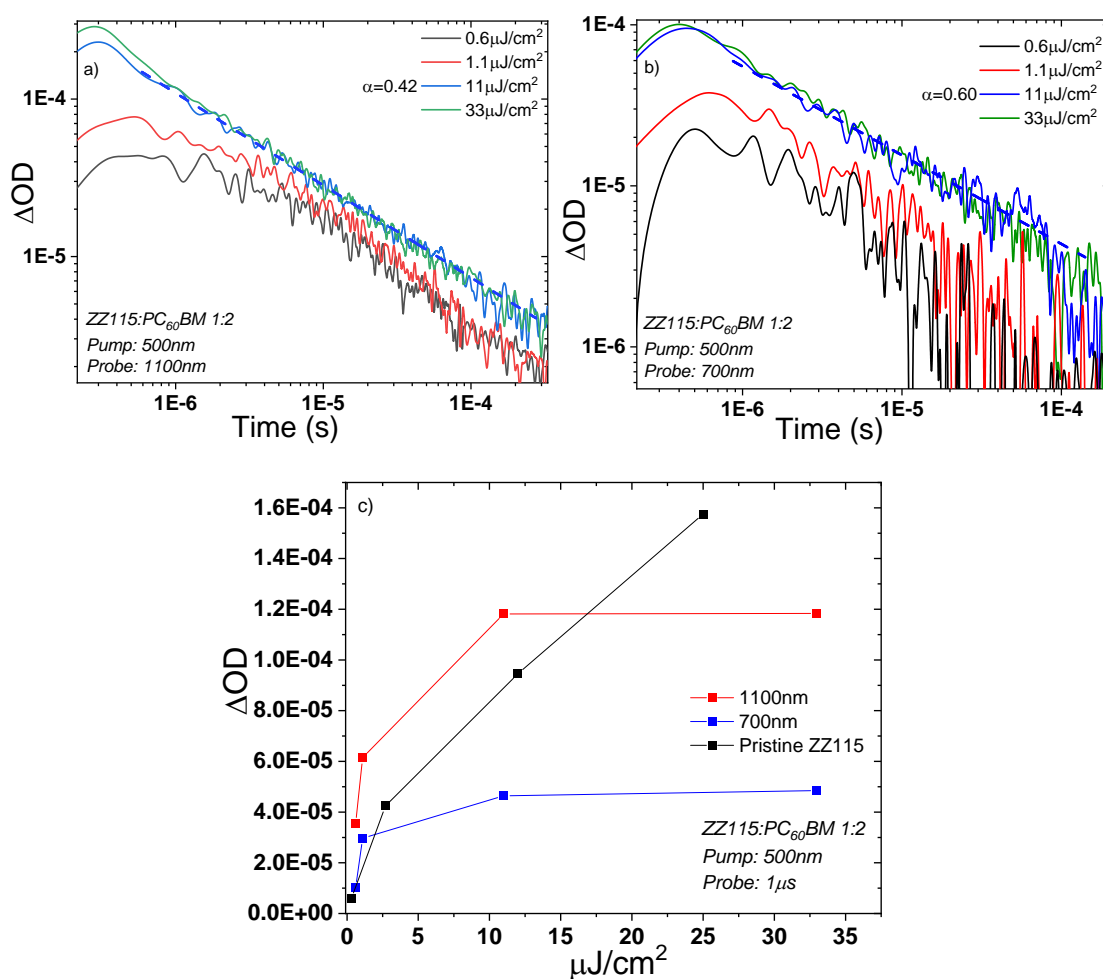 a)
0.6μJ/cm²
1.1μJ/cm²
α=0.42 11μJ/cm²
33μJ/cm²
1E-4
1E-5
ΔOD
ZZ115:PC₆₀BM 1:2
Pump: 500nm
Probe: 1100nm
1E-6 1E-5 1E-4
Time (s)
b)
0.6μJ/cm²
1.1μJ/cm²
α=0.60 11μJ/cm²
33μJ/cm²
1E-4
1E-5
1E-6
ΔOD
ZZ115:PC₆₀BM 1:2
Pump: 500nm
Probe: 700nm
1E-6 1E-5 1E-4
Time (s)
c)
1.6E-04
1.4E-04
1.2E-04
1.0E-04
8.0E-05
6.0E-05
4.0E-05
2.0E-05
0.0E+00
ΔOD
1100nm
700nm
Pristine ZZ115
ZZ115:PC₆₀BM 1:2
Pump: 500nm
Probe: 1μs
0 5 10 15 20 25 30 35
μJ/cm²